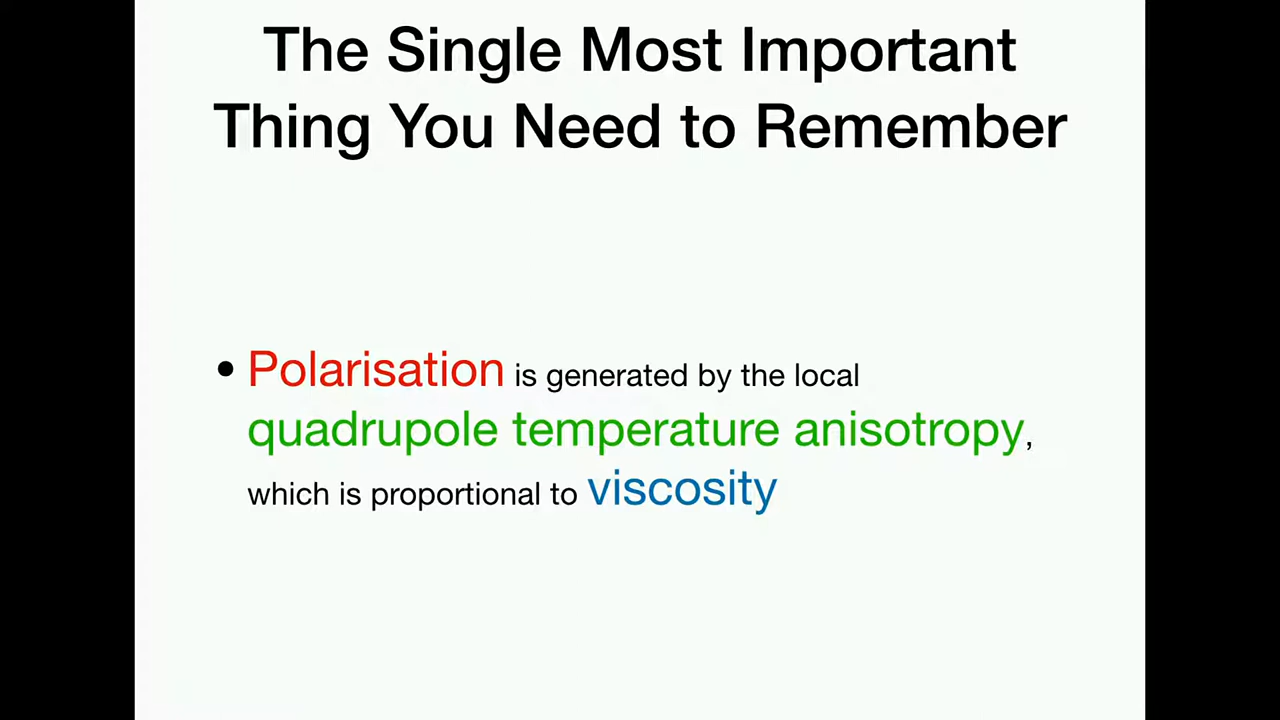 The Single Most Important
Thing You Need to Remember
• Polarisation is generated by the local
quadrupole temperature anisotropy,
which is proportional to viscosity